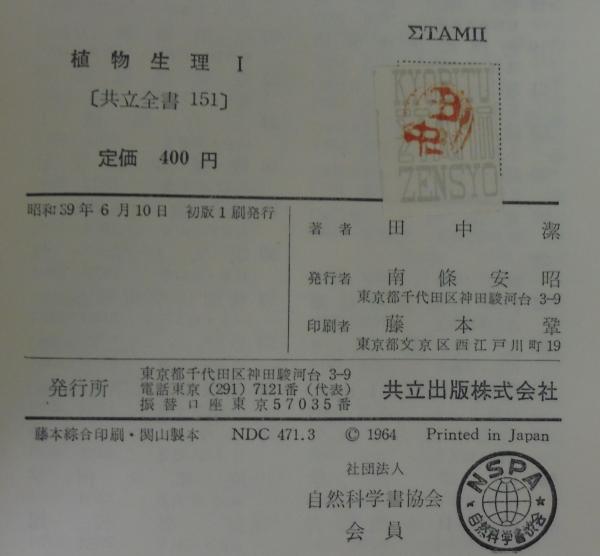 植物生理 I
〔共立全書 151〕
定価 400 円
ΣΤΑΜΠ
KYORITU
ZENSYO
田中
昭和39年6月10日 初版1刷発行
著者 田中潔
発行者 南條安昭
東京都千代田区神田駿河台 3-9
印刷者 藤本鞏
東京都文京区西江戸川町19
発行所
東京都千代田区神田駿河台 3-9
電話東京 (291) 7121番 (代表)
振替口座東京57035番
共立出版株式会社
藤本綜合印刷・関山製本 NDC 471.3 © 1964 Printed in Japan
社団法人
自然科学書協会
会員
NSPA
自然科学書協会